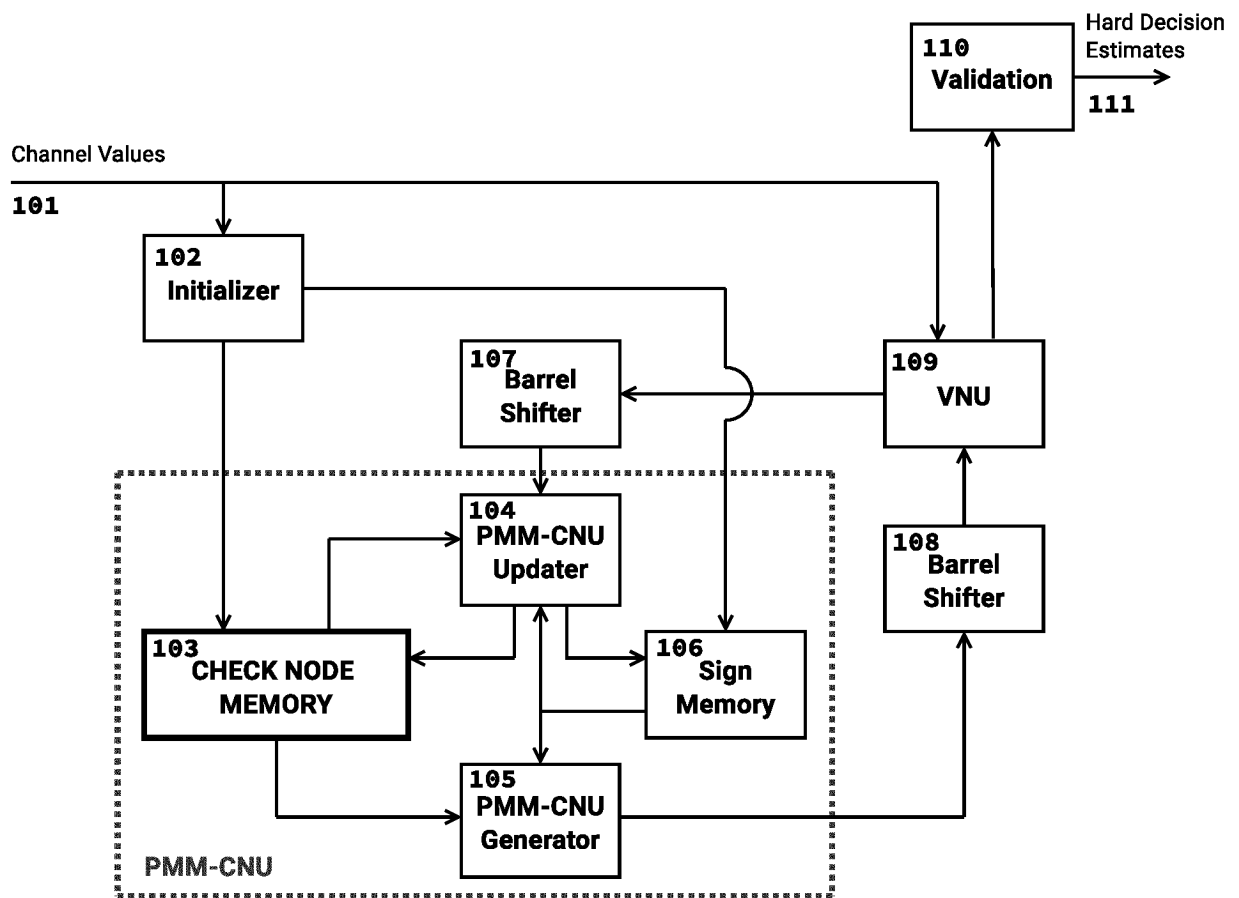 Hard Decision
Estimates
110
Validation
111
Channel Values
101
102
Initializer
107
Barrel
Shifter
109
VNU
104
PMM-CNU
Updater
108
Barrel
Shifter
103
CHECK NODE
MEMORY
106
Sign
Memory
105
PMM-CNU
Generator
PMM-CNU